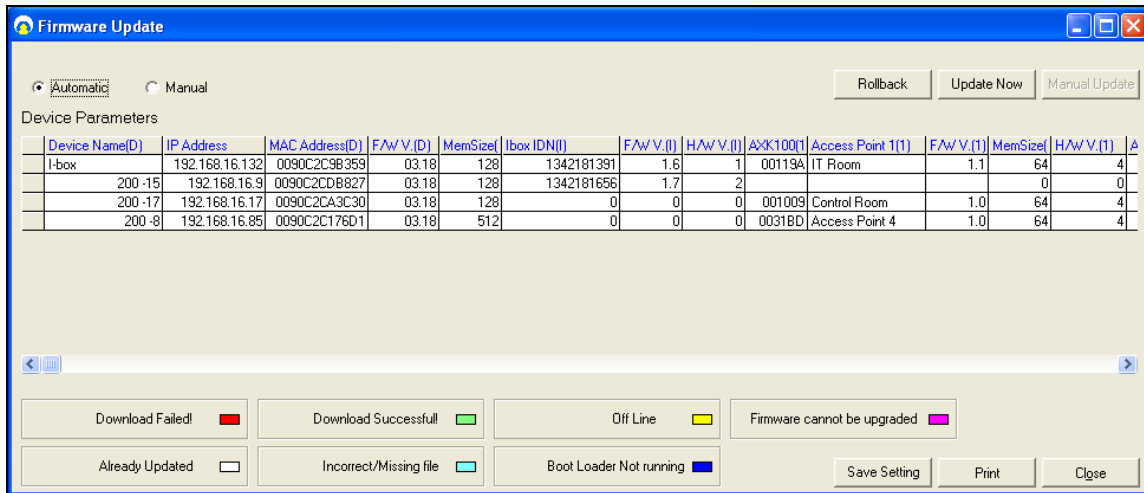 Firmware Update
Automatic Manual Rollback Update Now Manual Update
Device Parameters
Device Name(D) IP Address MAC Address(D) F/W V.(D) MemSize( Ibox IDN(I) F/W V.(I) H/W V.(I) AXK100(1 Access Point 1(1) F/W V.(1) MemSize( H/W V.(1) A
I-box 192.168.16.132 0090C2C9B359 03.18 128 1342181391 1.6 1 00119A IT Room 1.1 64 4
200 -15 192.168.16.9 0090C2CDB827 03.18 128 1342181656 1.7 2 0 0
200 -17 192.168.16.17 0090C2CA3C30 03.18 128 0 0 0 001009 Control Room 1.0 64 4
200 -8 192.168.16.85 0090C2C176D1 03.18 512 0 0 0 0031BD Access Point 4 1.0 64 4
Download Failed! Download Successful! Off Line Firmware cannot be upgraded
Already Updated Incorrect/Missing file Boot Loader Not running Save Setting Print Close